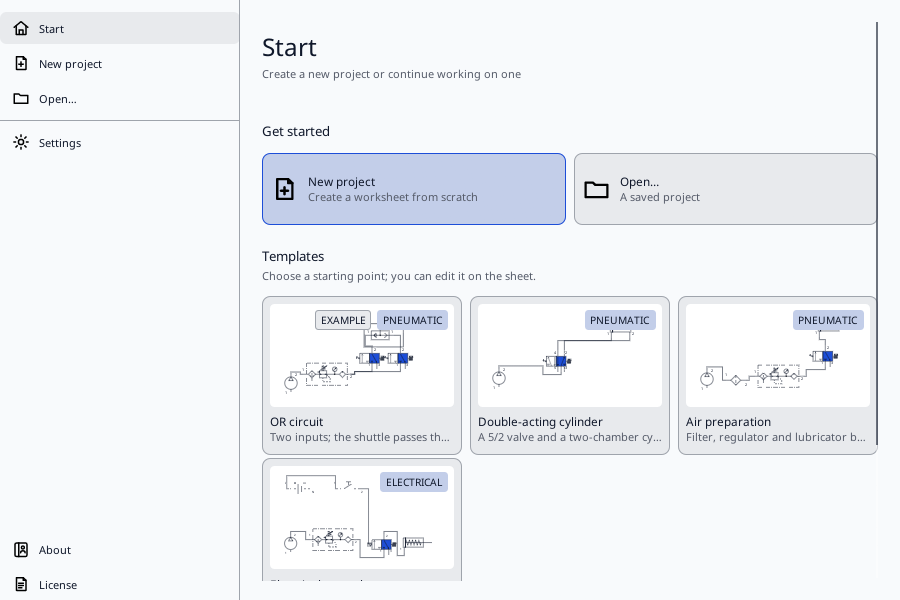 Start
New project
Open...
Settings
About
License
Start
Create a new project or continue working on one
Get started
New project
Create a worksheet from scratch
Open...
A saved project
Templates
Choose a starting point; you can edit it on the sheet.
EXAMPLE
PNEUMATIC
OR circuit
Two inputs; the shuttle passes th...
PNEUMATIC
Double-acting cylinder
A 5/2 valve and a two-chamber cy...
PNEUMATIC
Air preparation
Filter, regulator and lubricator b...
ELECTRICAL